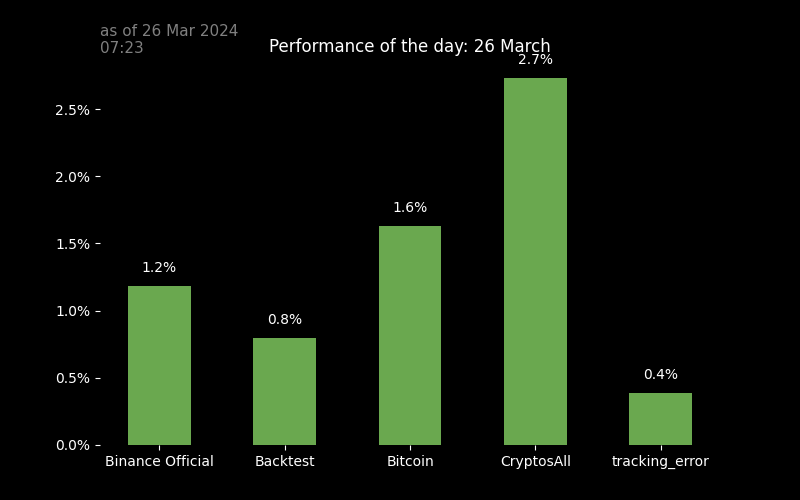 as of 26 Mar 2024
07:23
Performance of the day: 26 March
2.7%
2.5%
2.0%
1.6%
1.5%
1.2%
1.0%
0.8%
0.5%
0.4%
0.0%
Binance Official
Backtest
Bitcoin
CryptosAll
tracking_error